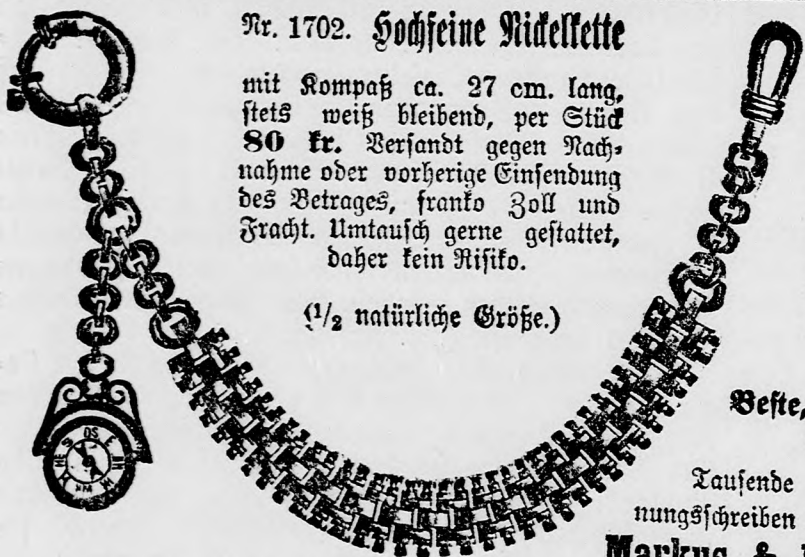 Nr. 1702. Hochfeine Nickelkette
mit Kompaß ca. 27 cm. lang,
stets weiß bleibend, per Stück
80 kr. Versandt gegen Nach-
nahme oder vorherige Einsendung
des Betrages, franko Zoll und
Fracht. Umtausch gerne gestattet,
daher kein Risiko.
(1/2 natürliche Größe.)
Beste,
Tausende
nungsschreiben
Markus &